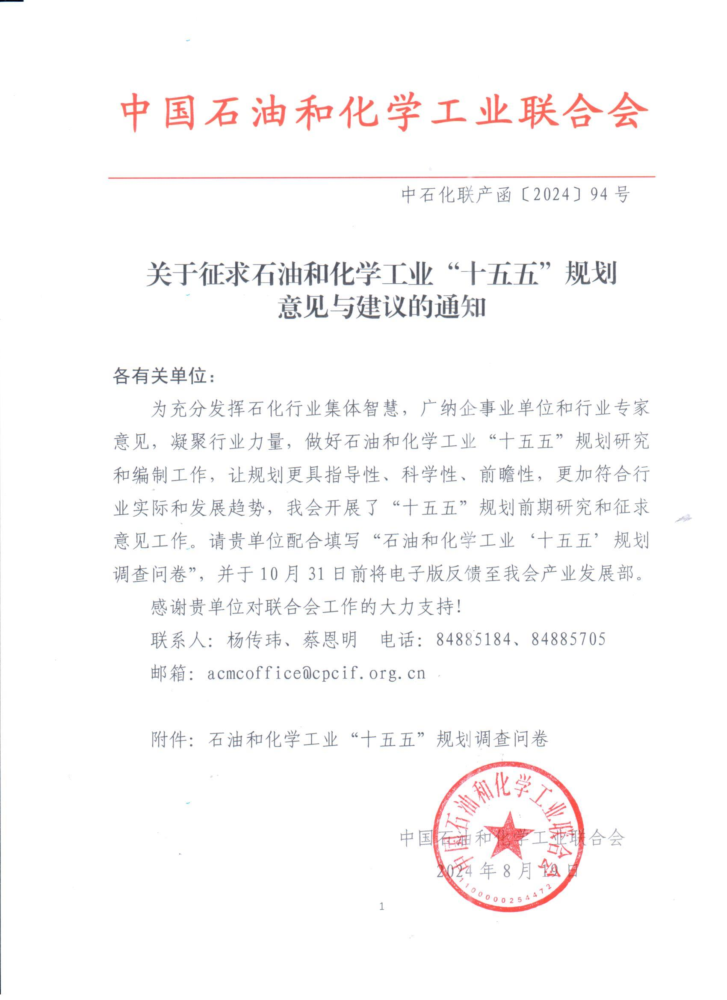 中国石油和化学工业联合会
中石化联产函〔2024〕94号
关于征求石油和化学工业“十五五”规划
意见与建议的通知
各有关单位：
为充分发挥石化行业集体智慧，广纳企事业单位和行业专家
意见，凝聚行业力量，做好石油和化学工业“十五五”规划研究
和编制工作，让规划更具指导性、科学性、前瞻性，更加符合行
业实际和发展趋势，我会开展了“十五五”规划前期研究和征求
意见工作。请贵单位配合填写“石油和化学工业‘十五五’规划
调查问卷”，并于10月31日前将电子版反馈至我会产业发展部。
感谢贵单位对联合会工作的大力支持！
联系人：杨传玮、蔡恩明 电话：84885184、84885705
邮箱：acmcoffice@cpcif.org.cn
附件：石油和化学工业“十五五”规划调查问卷
中国石油和化学工业联合会
2024年8月19日
中国石油和化学工业联合会
1100000254472
1